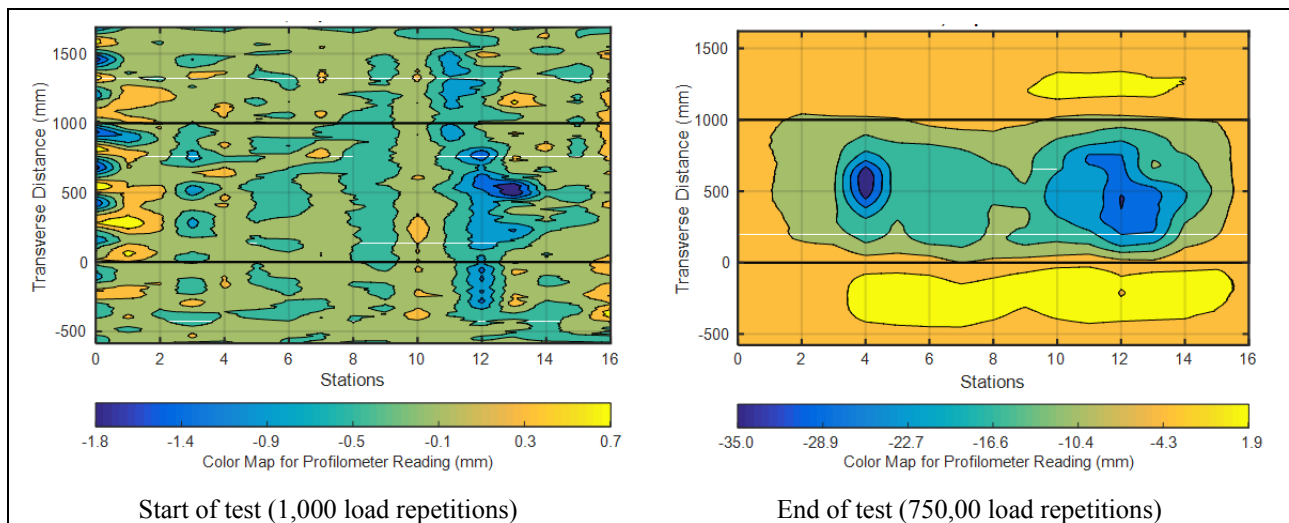 1500
1000
500
0
-500
Transverse Distance (mm)
0 2 4 6 8 10 12 14 16
Stations
-1.8 -1.4 -0.9 -0.5 -0.1 0.3 0.7
Color Map for Profilometer Reading (mm)
Start of test (1,000 load repetitions)
1500
1000
500
0
-500
Transverse Distance (mm)
0 2 4 6 8 10 12 14 16
Stations
-35.0 -28.9 -22.7 -16.6 -10.4 -4.3 1.9
Color Map for Profilometer Reading (mm)
End of test (750,00 load repetitions)